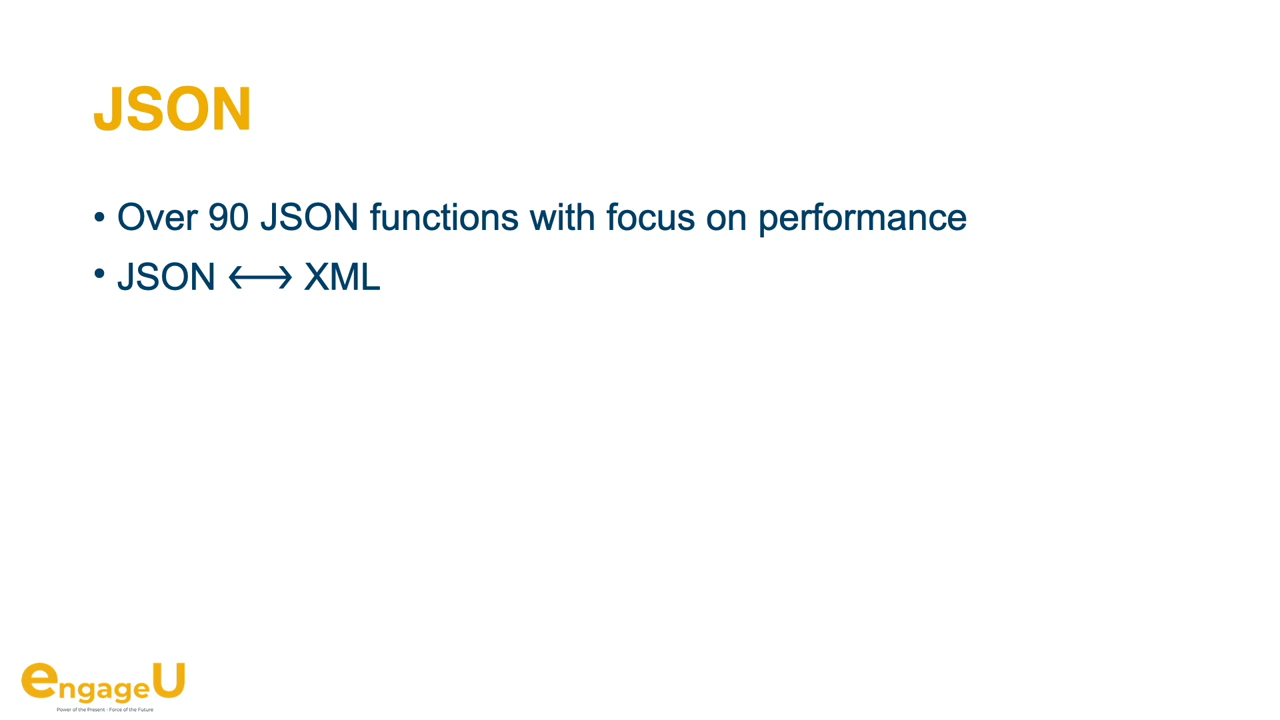 JSON
• Over 90 JSON functions with focus on performance
• JSON ⟷ XML
engageU
Power of the Present - Force of the Future